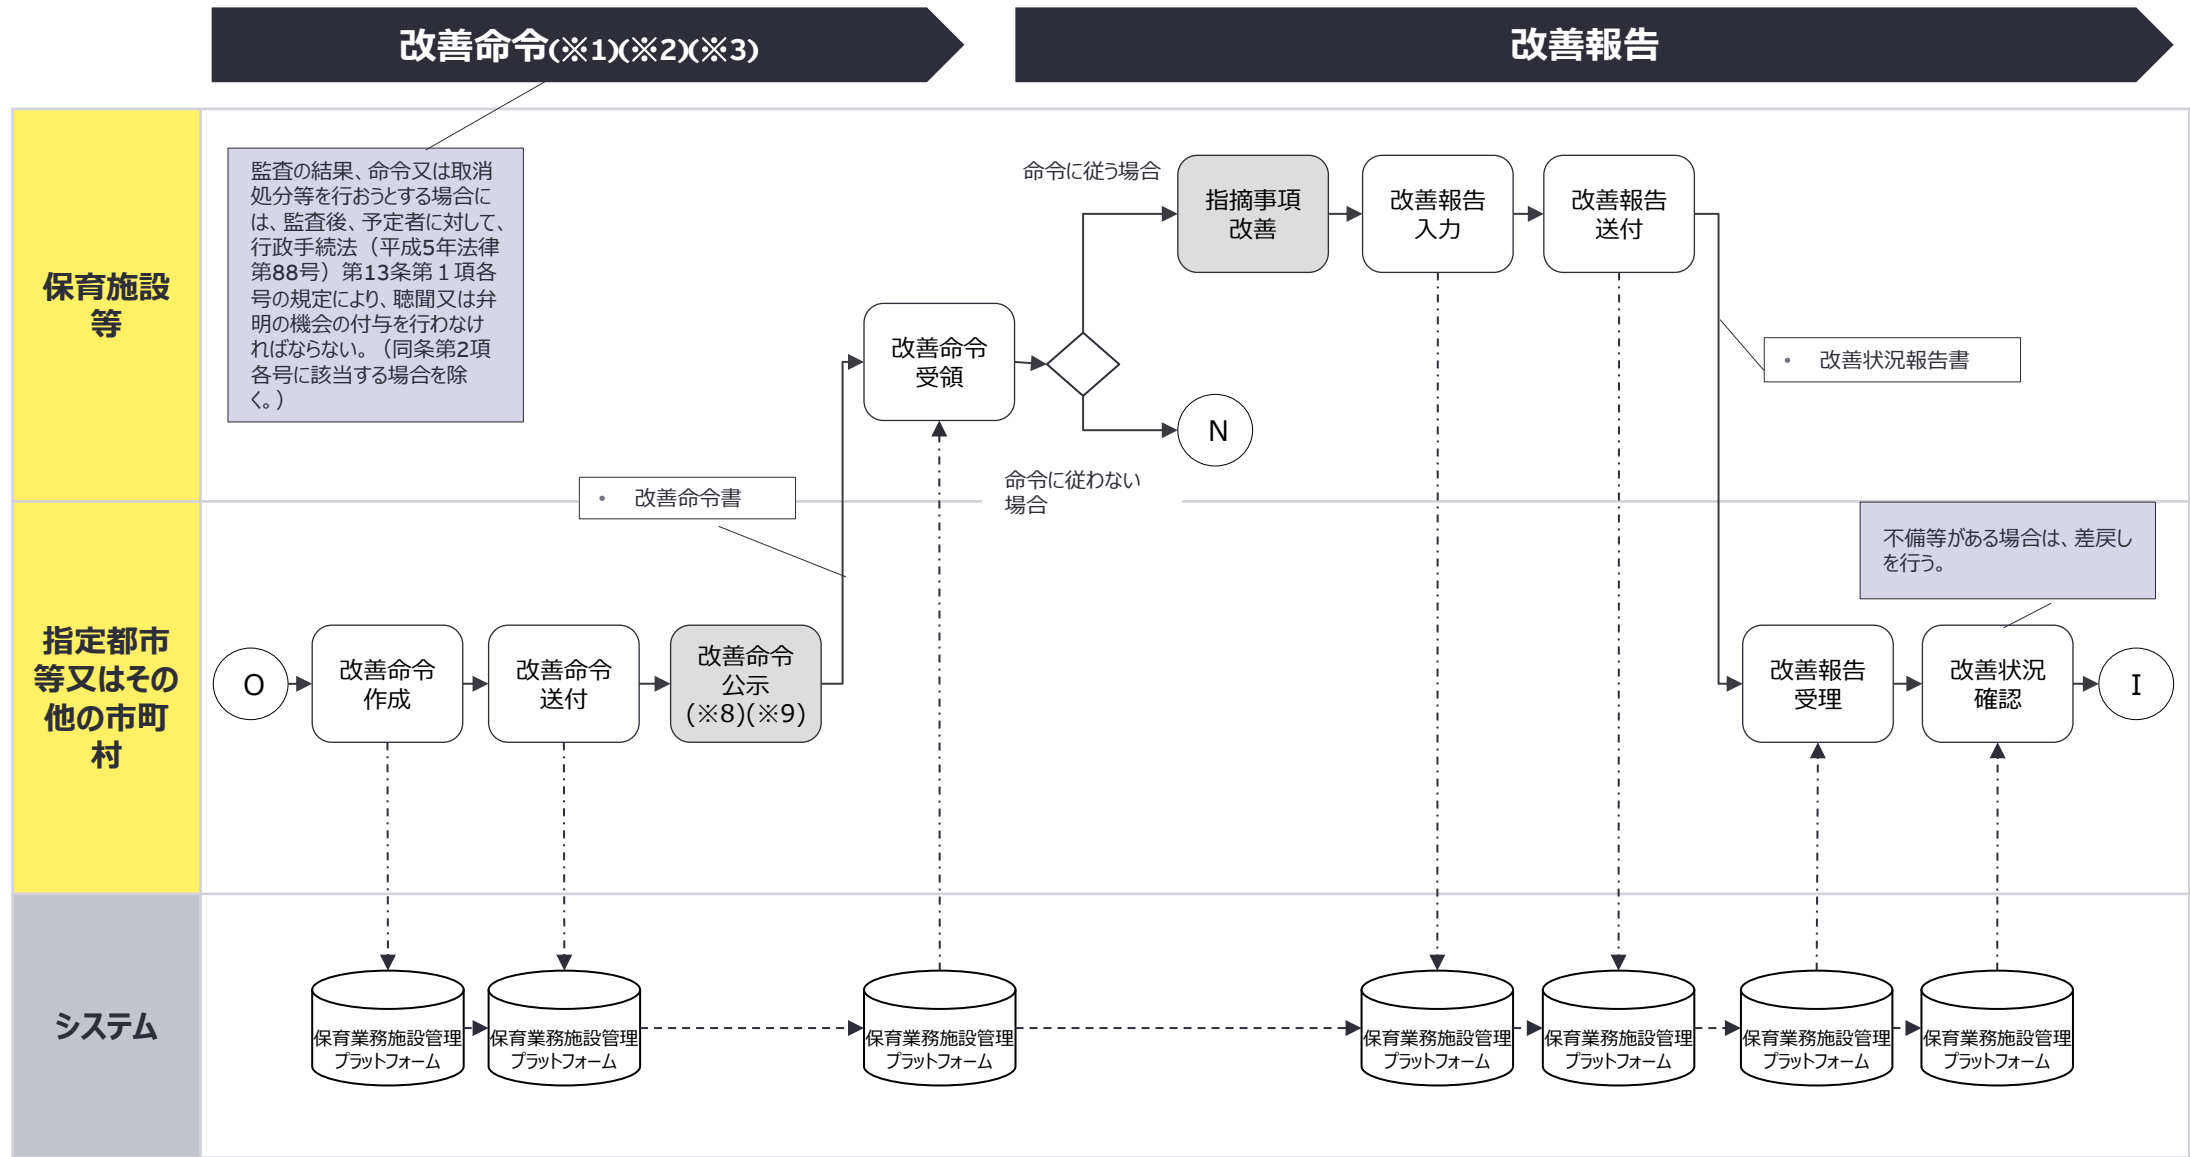 改善命令(※1)(※2)(※3)
改善報告
保育施設
等
監査の結果、命令又は取消
処分等を行おうとする場合に
は、監査後、予定者に対して、
行政手続法（平成5年法律
第88号）第13条第１項各
号の規定により、聴聞又は弁
明の機会の付与を行わなけ
ればならない。（同条第2項
各号に該当する場合を除
く。）
命令に従う場合
指摘事項
改善
改善報告
入力
改善報告
送付
改善命令
受領
• 改善状況報告書
N
命令に従わない
場合
• 改善命令書
指定都市
等又はその
他の市町
村
不備等がある場合は、差戻し
を行う。
O
改善命令
作成
改善命令
送付
改善命令
公示
(※8)(※9)
改善報告
受理
改善状況
確認
I
システム
保育業務施設管理
プラットフォーム
保育業務施設管理
プラットフォーム
保育業務施設管理
プラットフォーム
保育業務施設管理
プラットフォーム
保育業務施設管理
プラットフォーム
保育業務施設管理
プラットフォーム
保育業務施設管理
プラットフォーム